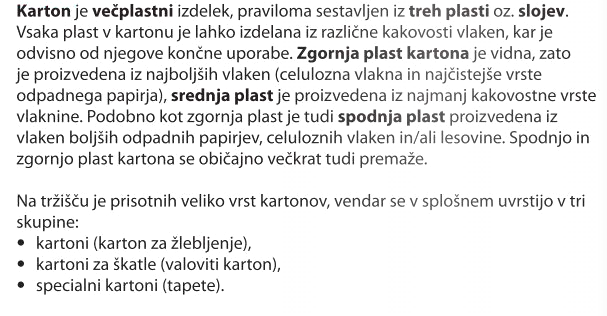 Karton je večplastni izdelek, praviloma sestavljen iz treh plasti oz. slojev.
Vsaka plast v kartonu je lahko izdelana iz različne kakovosti vlaken, kar je
odvisno od njegove končne uporabe. Zgornja plast kartona je vidna, zato
je proizvedena iz najboljših vlaken (celulozna vlakna in najčistejše vrste
odpadnega papirja), srednja plast je proizvedena iz najmanj kakovostne vrste
vlaknine. Podobno kot zgornja plast je tudi spodnja plast proizvedena iz
vlaken boljših odpadnih papirjev, celuloznih vlaken in/ali lesovine. Spodnjo in
zgornjo plast kartona se običajno večkrat tudi premaže.
Na tržišču je prisotnih veliko vrst kartonov, vendar se v splošnem uvrstijo v tri
skupine:
• kartoni (karton za žlebljenje),
• kartoni za škatle (valoviti karton),
• specialni kartoni (tapete).